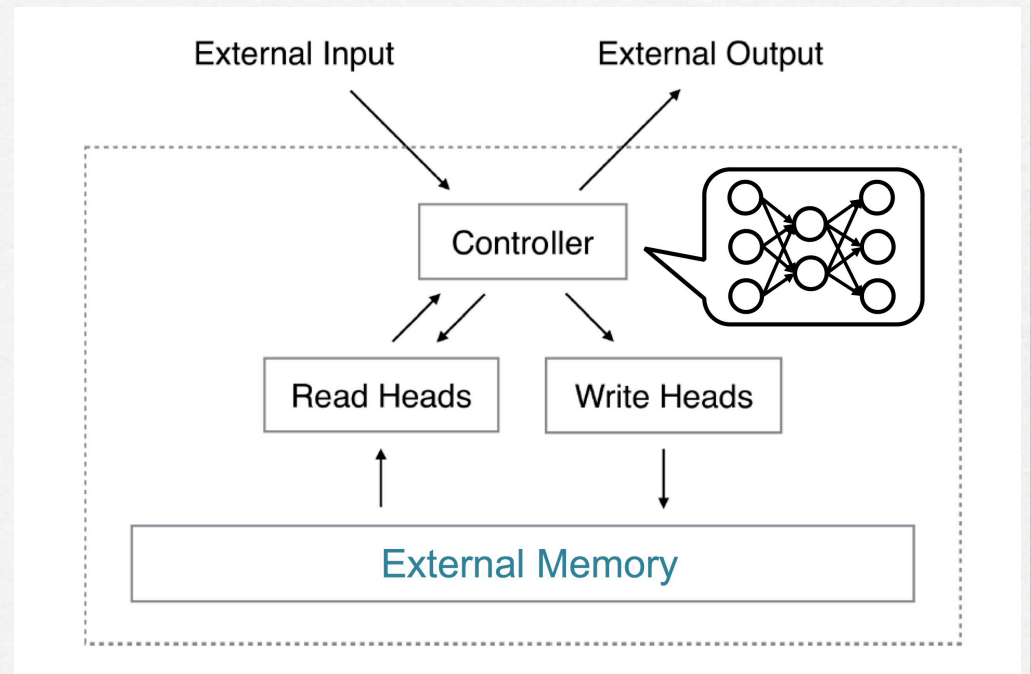 External Input
External Output
Controller
Read Heads
Write Heads
External Memory